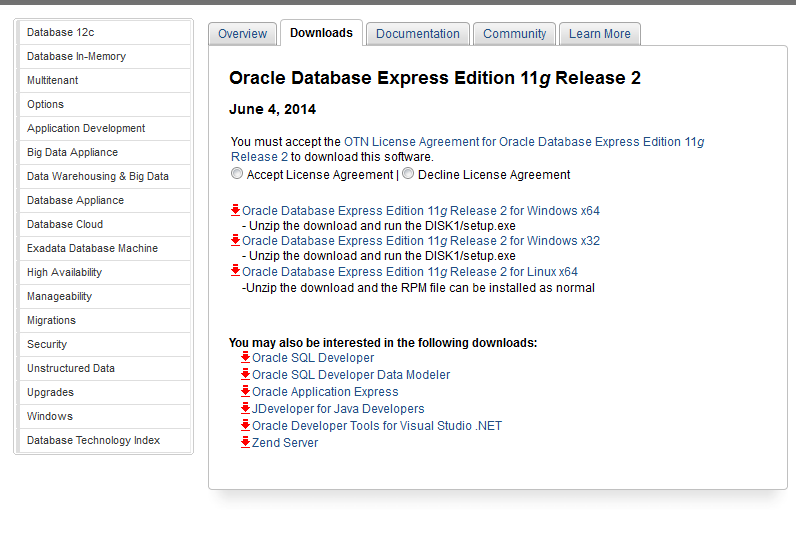 Database 12c
Database In-Memory
Multitenant
Options
Application Development
Big Data Appliance
Data Warehousing & Big Data
Database Appliance
Database Cloud
Exadata Database Machine
High Availability
Manageability
Migrations
Security
Unstructured Data
Upgrades
Windows
Database Technology Index
Overview Downloads Documentation Community Learn More
Oracle Database Express Edition 11g Release 2
June 4, 2014
You must accept the OTN License Agreement for Oracle Database Express Edition 11g
Release 2 to download this software.
Accept License Agreement | Decline License Agreement
Oracle Database Express Edition 11g Release 2 for Windows x64
- Unzip the download and run the DISK1/setup.exe
Oracle Database Express Edition 11g Release 2 for Windows x32
- Unzip the download and run the DISK1/setup.exe
Oracle Database Express Edition 11g Release 2 for Linux x64
-Unzip the download and the RPM file can be installed as normal
You may also be interested in the following downloads:
Oracle SQL Developer
Oracle SQL Developer Data Modeler
Oracle Application Express
JDeveloper for Java Developers
Oracle Developer Tools for Visual Studio .NET
Zend Server